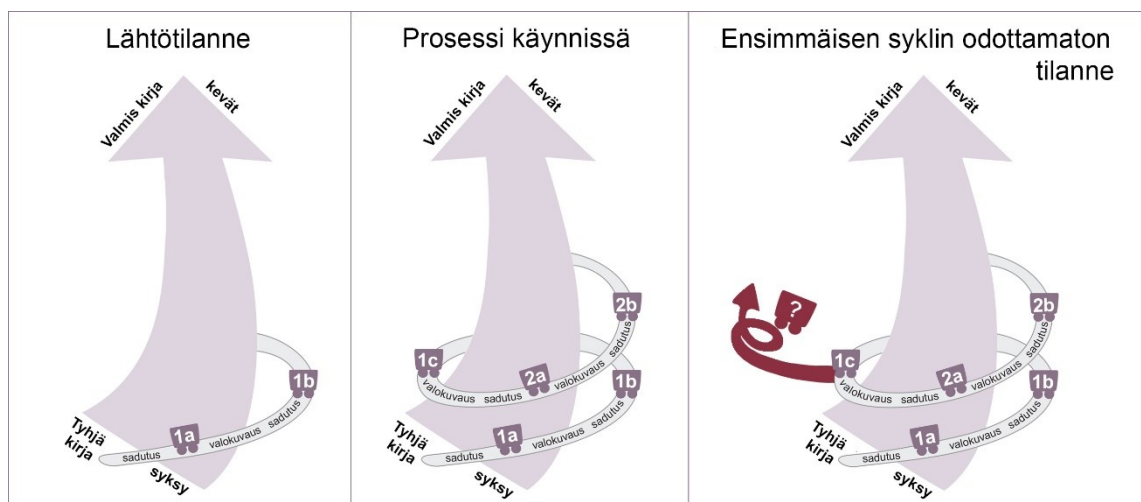 Lähtötilanne
Valmis kirja
kevät
1b
1a
sadutus
valokuvaus
sadutus
Tyhjä
kirja
syksy
Prosessi käynnissä
Valmis kirja
kevät
2b
sadutus
1c
2a
1b
valokuvaus
sadutus
valokuvaus
1a
sadutus
valokuvaus
sadutus
Tyhjä
kirja
syksy
Ensimmäisen syklin odottamaton
tilanne
Valmis kirja
kevät
?
2b
sadutus
1c
2a
1b
valokuvaus
sadutus
valokuvaus
1a
sadutus
valokuvaus
sadutus
Tyhjä
kirja
syksy